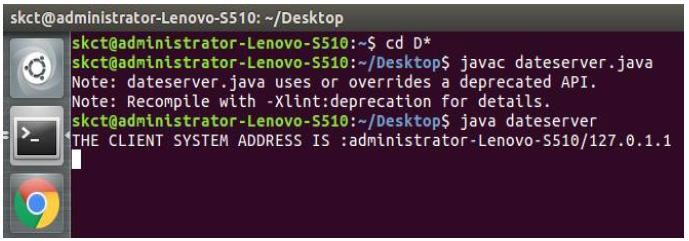 skct@administrator-Lenovo-S510: ~/Desktop
skct@administrator-Lenovo-S510:~$ cd D*
skct@administrator-Lenovo-S510:~/Desktop$ javac dateserver.java
Note: dateserver.java uses or overrides a deprecated API.
Note: Recompile with -Xlint:deprecation for details.
skct@administrator-Lenovo-S510:~/Desktop$ java dateserver
THE CLIENT SYSTEM ADDRESS IS :administrator-Lenovo-S510/127.0.1.1